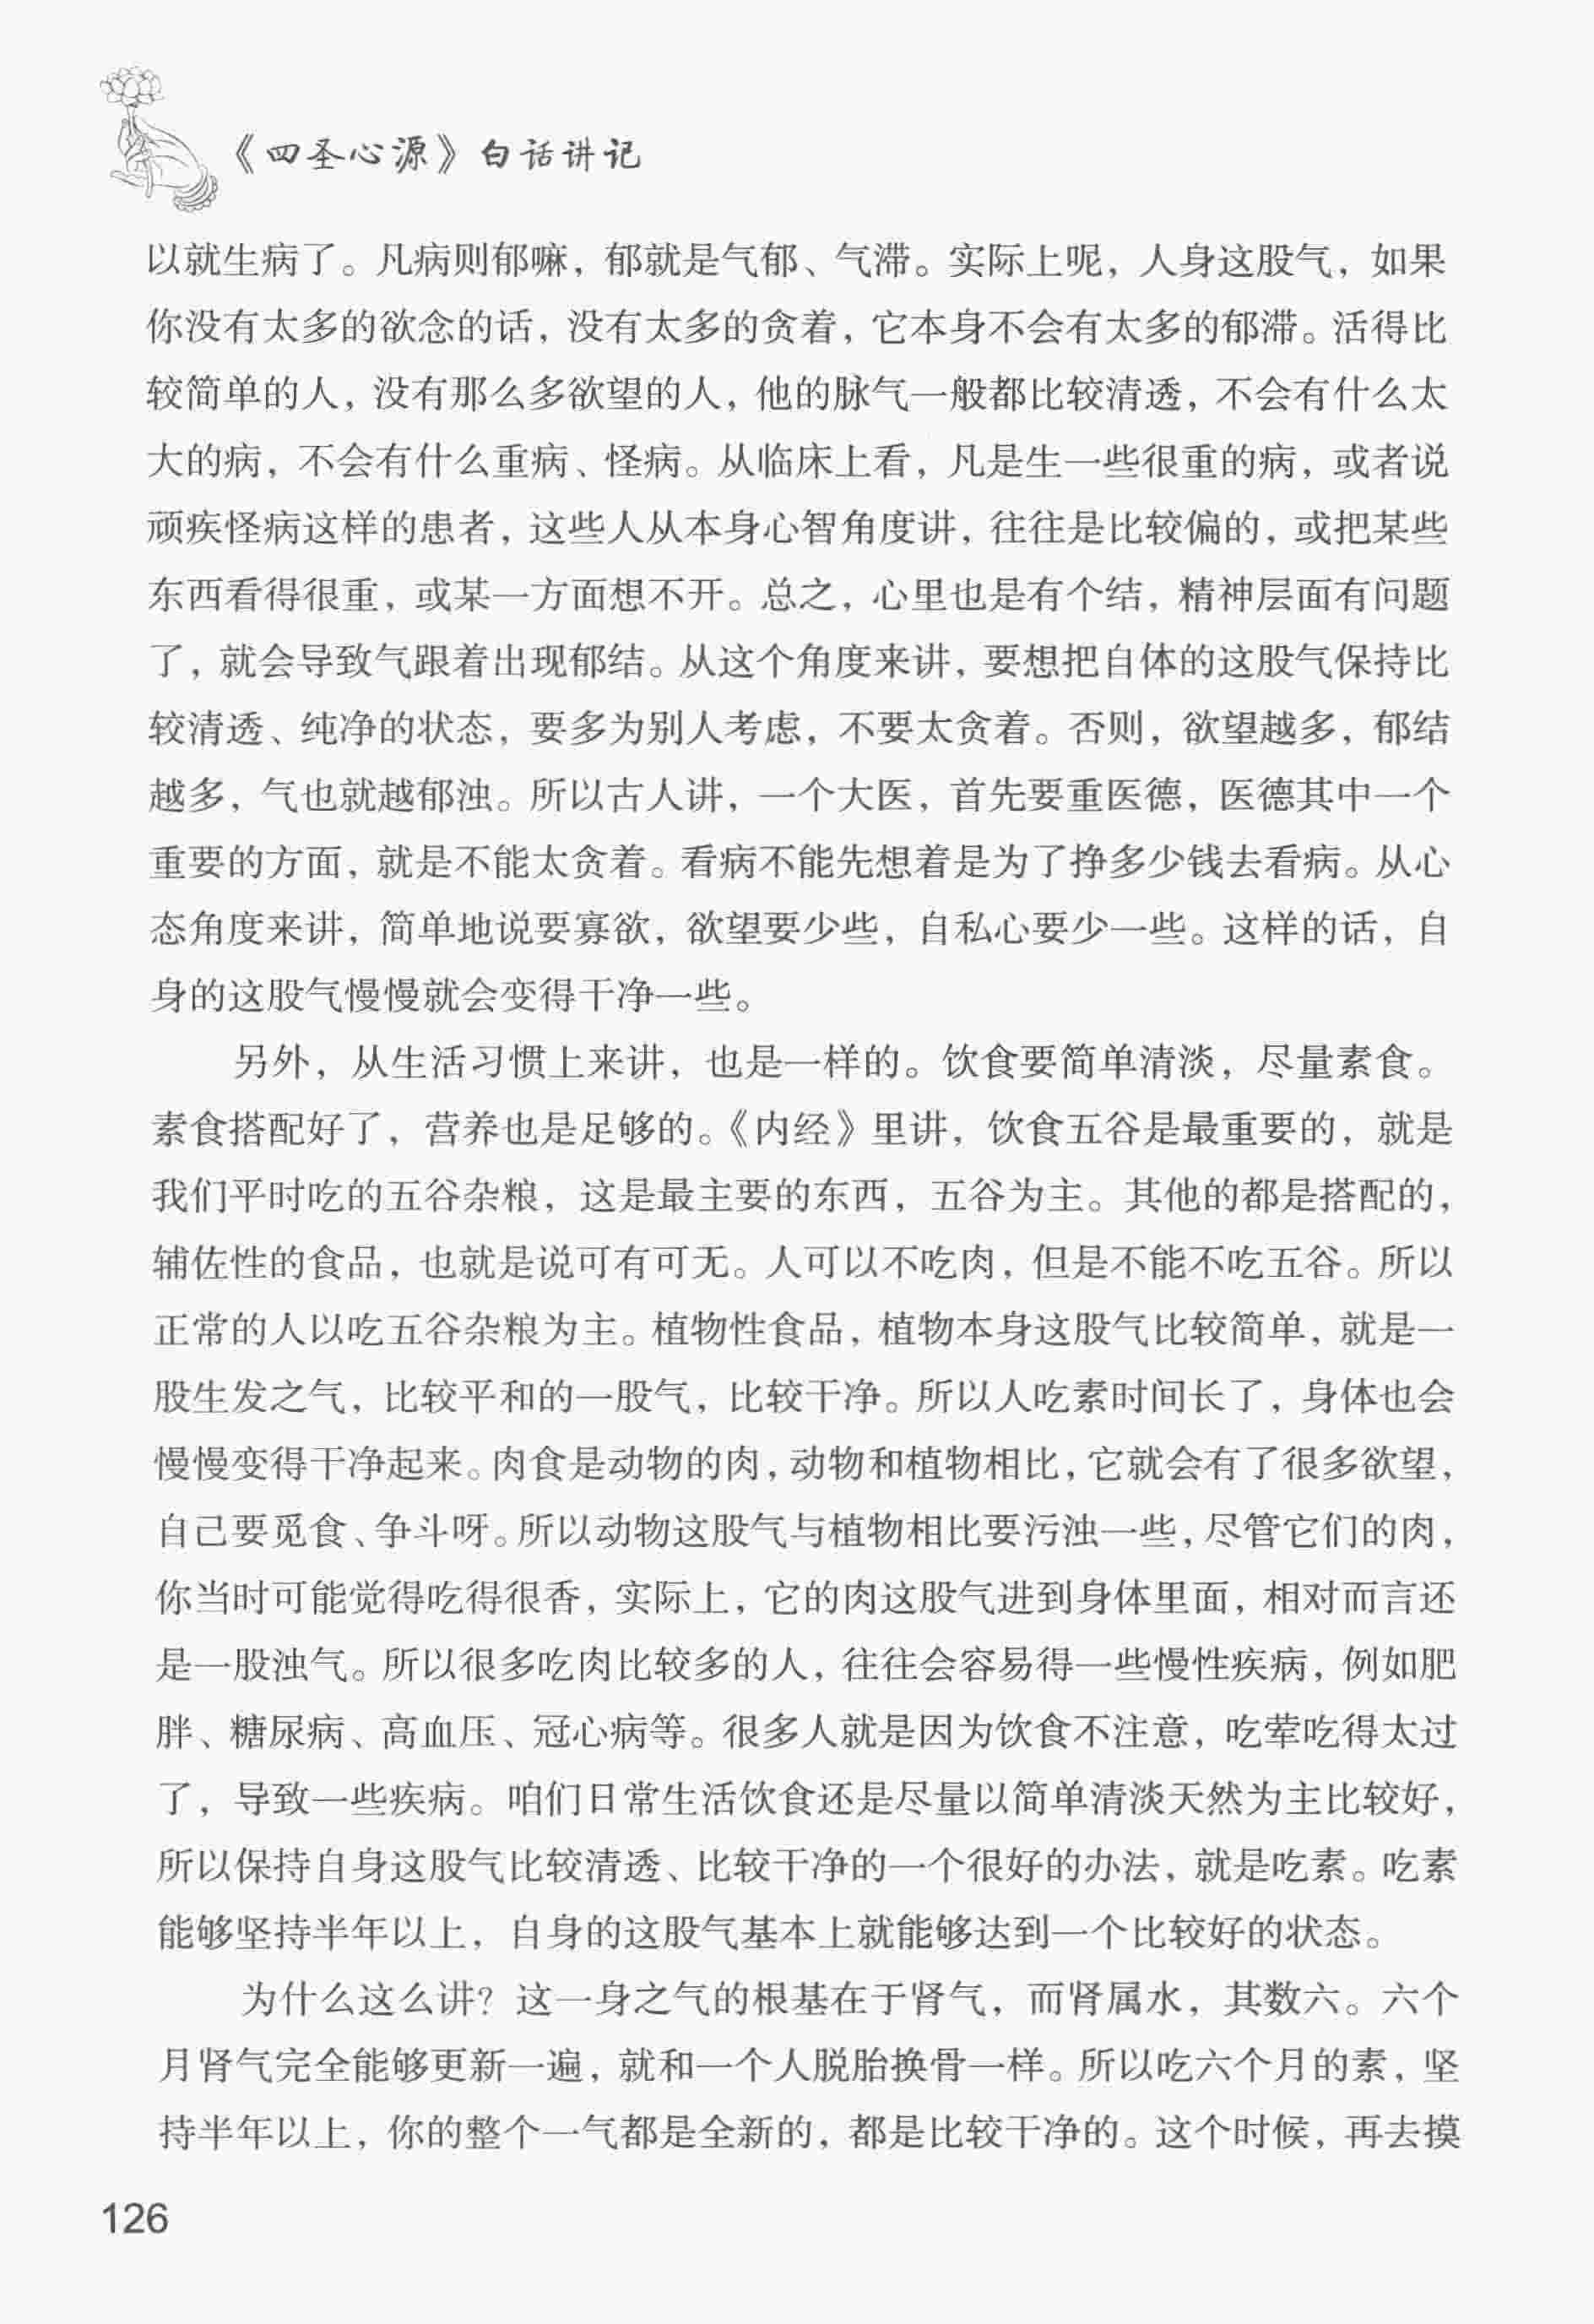 《四圣心源》白话讲记
以就生病了。凡病则郁嘛，郁就是气郁、气滞。实际上呢，人身这股气，如果
你没有太多的欲念的话，没有太多的贪着，它本身不会有太多的郁滞。活得比
较简单的人，没有那么多欲望的人，他的脉气一般都比较清透，不会有什么太
大的病，不会有什么重病、怪病。从临床上看，凡是生一些很重的病，或者说
顽疾怪病这样的患者，这些人从本身心智角度讲，往往是比较偏的，或把某些
东西看得很重，或某一方面想不开。总之，心里也是有个结，精神层面有问题
了，就会导致气跟着出现郁结。从这个角度来讲，要想把自体的这股气保持比
较清透、纯净的状态，要多为别人考虑，不要太贪着。否则，欲望越多，郁结
越多，气也就越郁浊。所以古人讲，一个大医，首先要重医德，医德其中一个
重要的方面，就是不能太贪着。看病不能先想着是为了挣多少钱去看病。从心
态角度来讲，简单地说要寡欲，欲望要少些，自私心要少一些。这样的话，自
身的这股气慢慢就会变得干净一些。
另外，从生活习惯上来讲，也是一样的。饮食要简单清淡，尽量素食。
素食搭配好了，营养也是足够的。《内经》里讲，饮食五谷是最重要的，就是
我们平时吃的五谷杂粮，这是最主要的东西，五谷为主。其他的都是搭配的，
辅佐性的食品，也就是说可有可无。人可以不吃肉，但是不能不吃五谷。所以
正常的人以吃五谷杂粮为主。植物性食品，植物本身这股气比较简单，就是一
股生发之气，比较平和的一股气，比较干净。所以人吃素时间长了，身体也会
慢慢变得干净起来。肉食是动物的肉，动物和植物相比，它就会有了很多欲望，
自己要觅食、争斗呀。所以动物这股气与植物相比要污浊一些，尽管它们的肉，
你当时可能觉得吃得很香，实际上，它的肉这股气进到身体里面，相对而言还
是一股浊气。所以很多吃肉比较多的人，往往会容易得一些慢性疾病，例如肥
胖、糖尿病、高血压、冠心病等。很多人就是因为饮食不注意，吃荤吃得太过
了，导致一些疾病。咱们日常生活饮食还是尽量以简单清淡天然为主比较好，
所以保持自身这股气比较清透、比较干净的一个很好的办法，就是吃素。吃素
能够坚持半年以上，自身的这股气基本上就能够达到一个比较好的状态。
为什么这么讲？这一身之气的根基在于肾气，而肾属水，其数六。六个
月肾气完全能够更新一遍，就和一个人脱胎换骨一样。所以吃六个月的素，坚
持半年以上，你的整个一气都是全新的，都是比较干净的。这个时候，再去摸
126